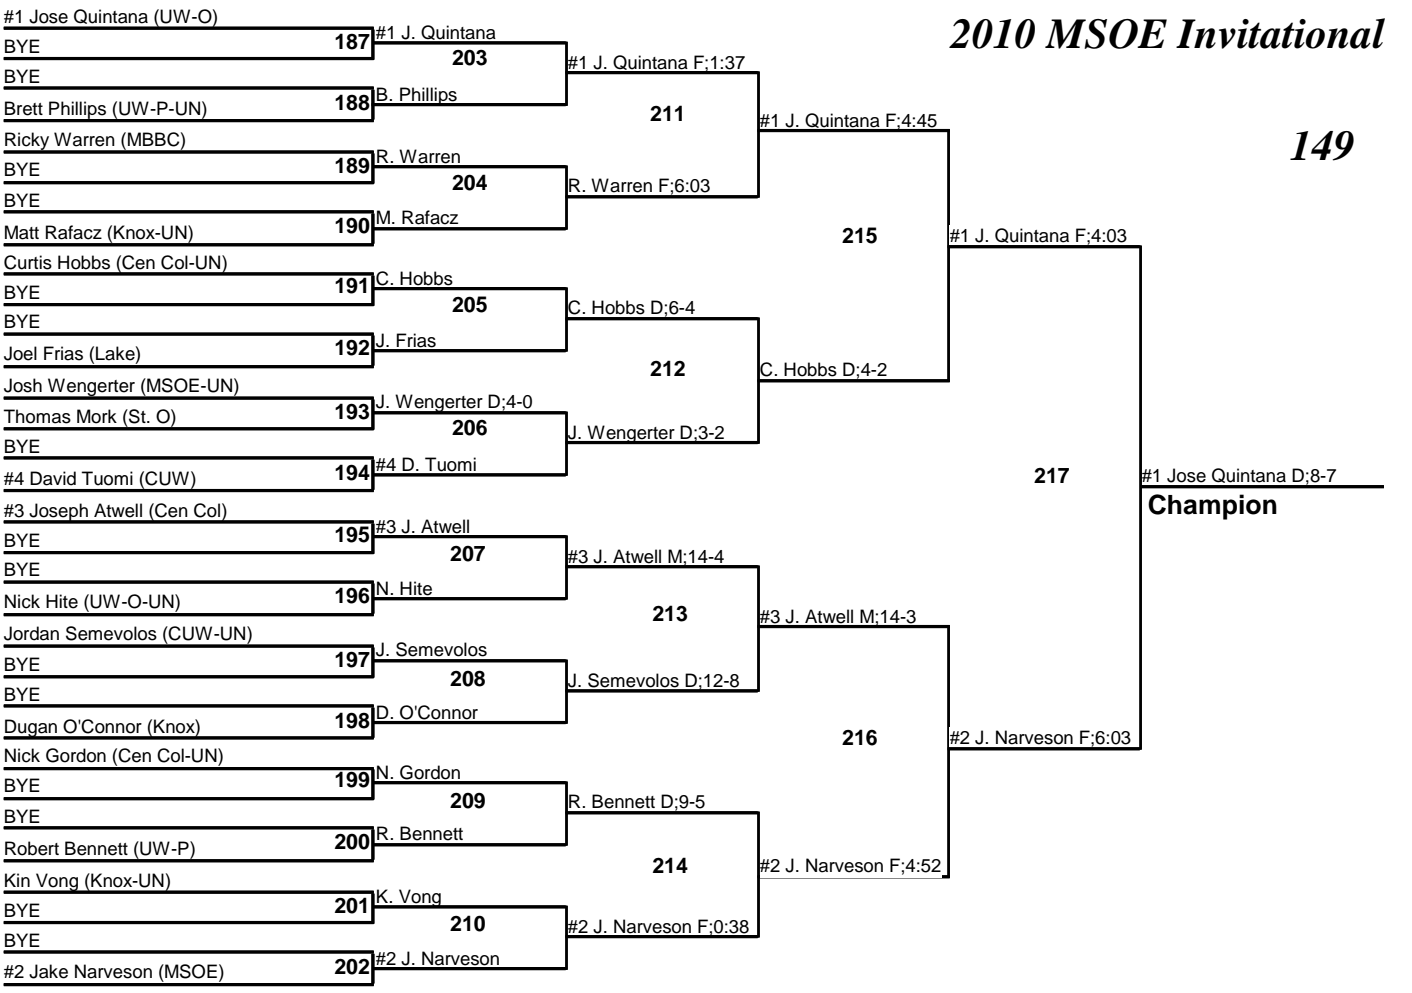 2010 MSOE Invitational
149
#1 Jose Quintana (UW-O)
BYE
187
BYE
Brett Phillips (UW-P-UN)
188
Ricky Warren (MBBC)
BYE
189
BYE
Matt Rafacz (Knox-UN)
190
Curtis Hobbs (Cen Col-UN)
BYE
191
BYE
Joel Frias (Lake)
192
Josh Wengerter (MSOE-UN)
Thomas Mork (St. O)
193
BYE
#4 David Tuomi (CUW)
194
#3 Joseph Atwell (Cen Col)
BYE
195
BYE
Nick Hite (UW-O-UN)
196
Jordan Semevolos (CUW-UN)
BYE
197
BYE
Dugan O'Connor (Knox)
198
Nick Gordon (Cen Col-UN)
BYE
199
BYE
Robert Bennett (UW-P)
200
Kin Vong (Knox-UN)
BYE
201
BYE
#2 Jake Narveson (MSOE)
202
#1 J. Quintana
203
B. Phillips
R. Warren
204
M. Rafacz
C. Hobbs
205
J. Frias
J. Wengerter D;4-0
206
#4 D. Tuomi
#3 J. Atwell
207
N. Hite
J. Semevolos
208
D. O'Connor
N. Gordon
209
R. Bennett
K. Vong
210
#2 J. Narveson
#1 J. Quintana F;1:37
211
R. Warren F;6:03
C. Hobbs D;6-4
212
J. Wengerter D;3-2
#3 J. Atwell M;14-4
213
J. Semevolos D;12-8
R. Bennett D;9-5
214
#2 J. Narveson F;0:38
#1 J. Quintana F;4:45
215
C. Hobbs D;4-2
#3 J. Atwell M;14-3
216
#2 J. Narveson F;4:52
#1 J. Quintana F;4:03
217
#2 J. Narveson F;6:03
#1 Jose Quintana D;8-7
Champion